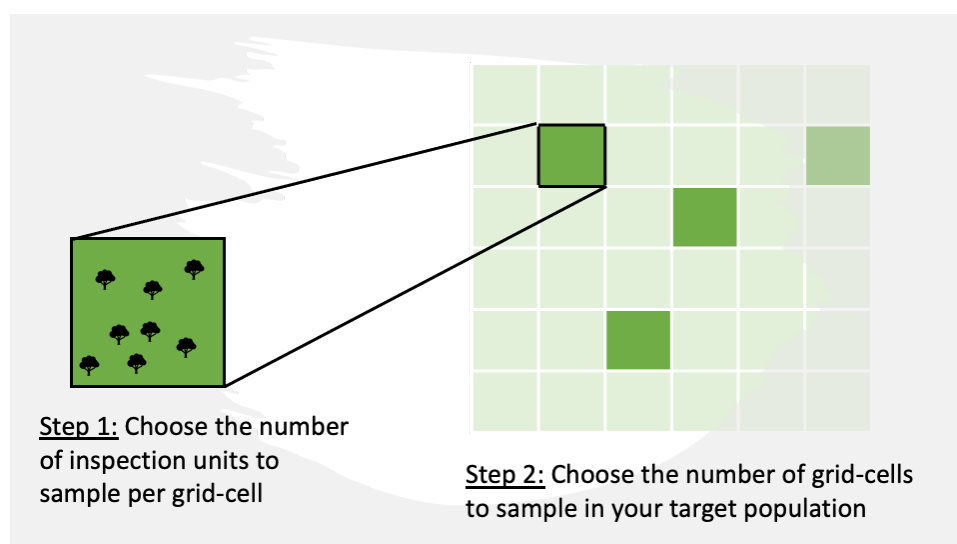 Step 1: Choose the number
of inspection units to
sample per grid-cell
Step 2: Choose the number of grid-cells
to sample in your target population